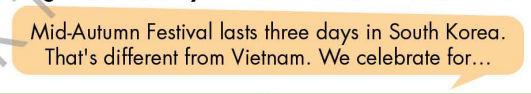 Mid-Autumn Festival lasts three days in South Korea.
That's different from Vietnam. We celebrate for...